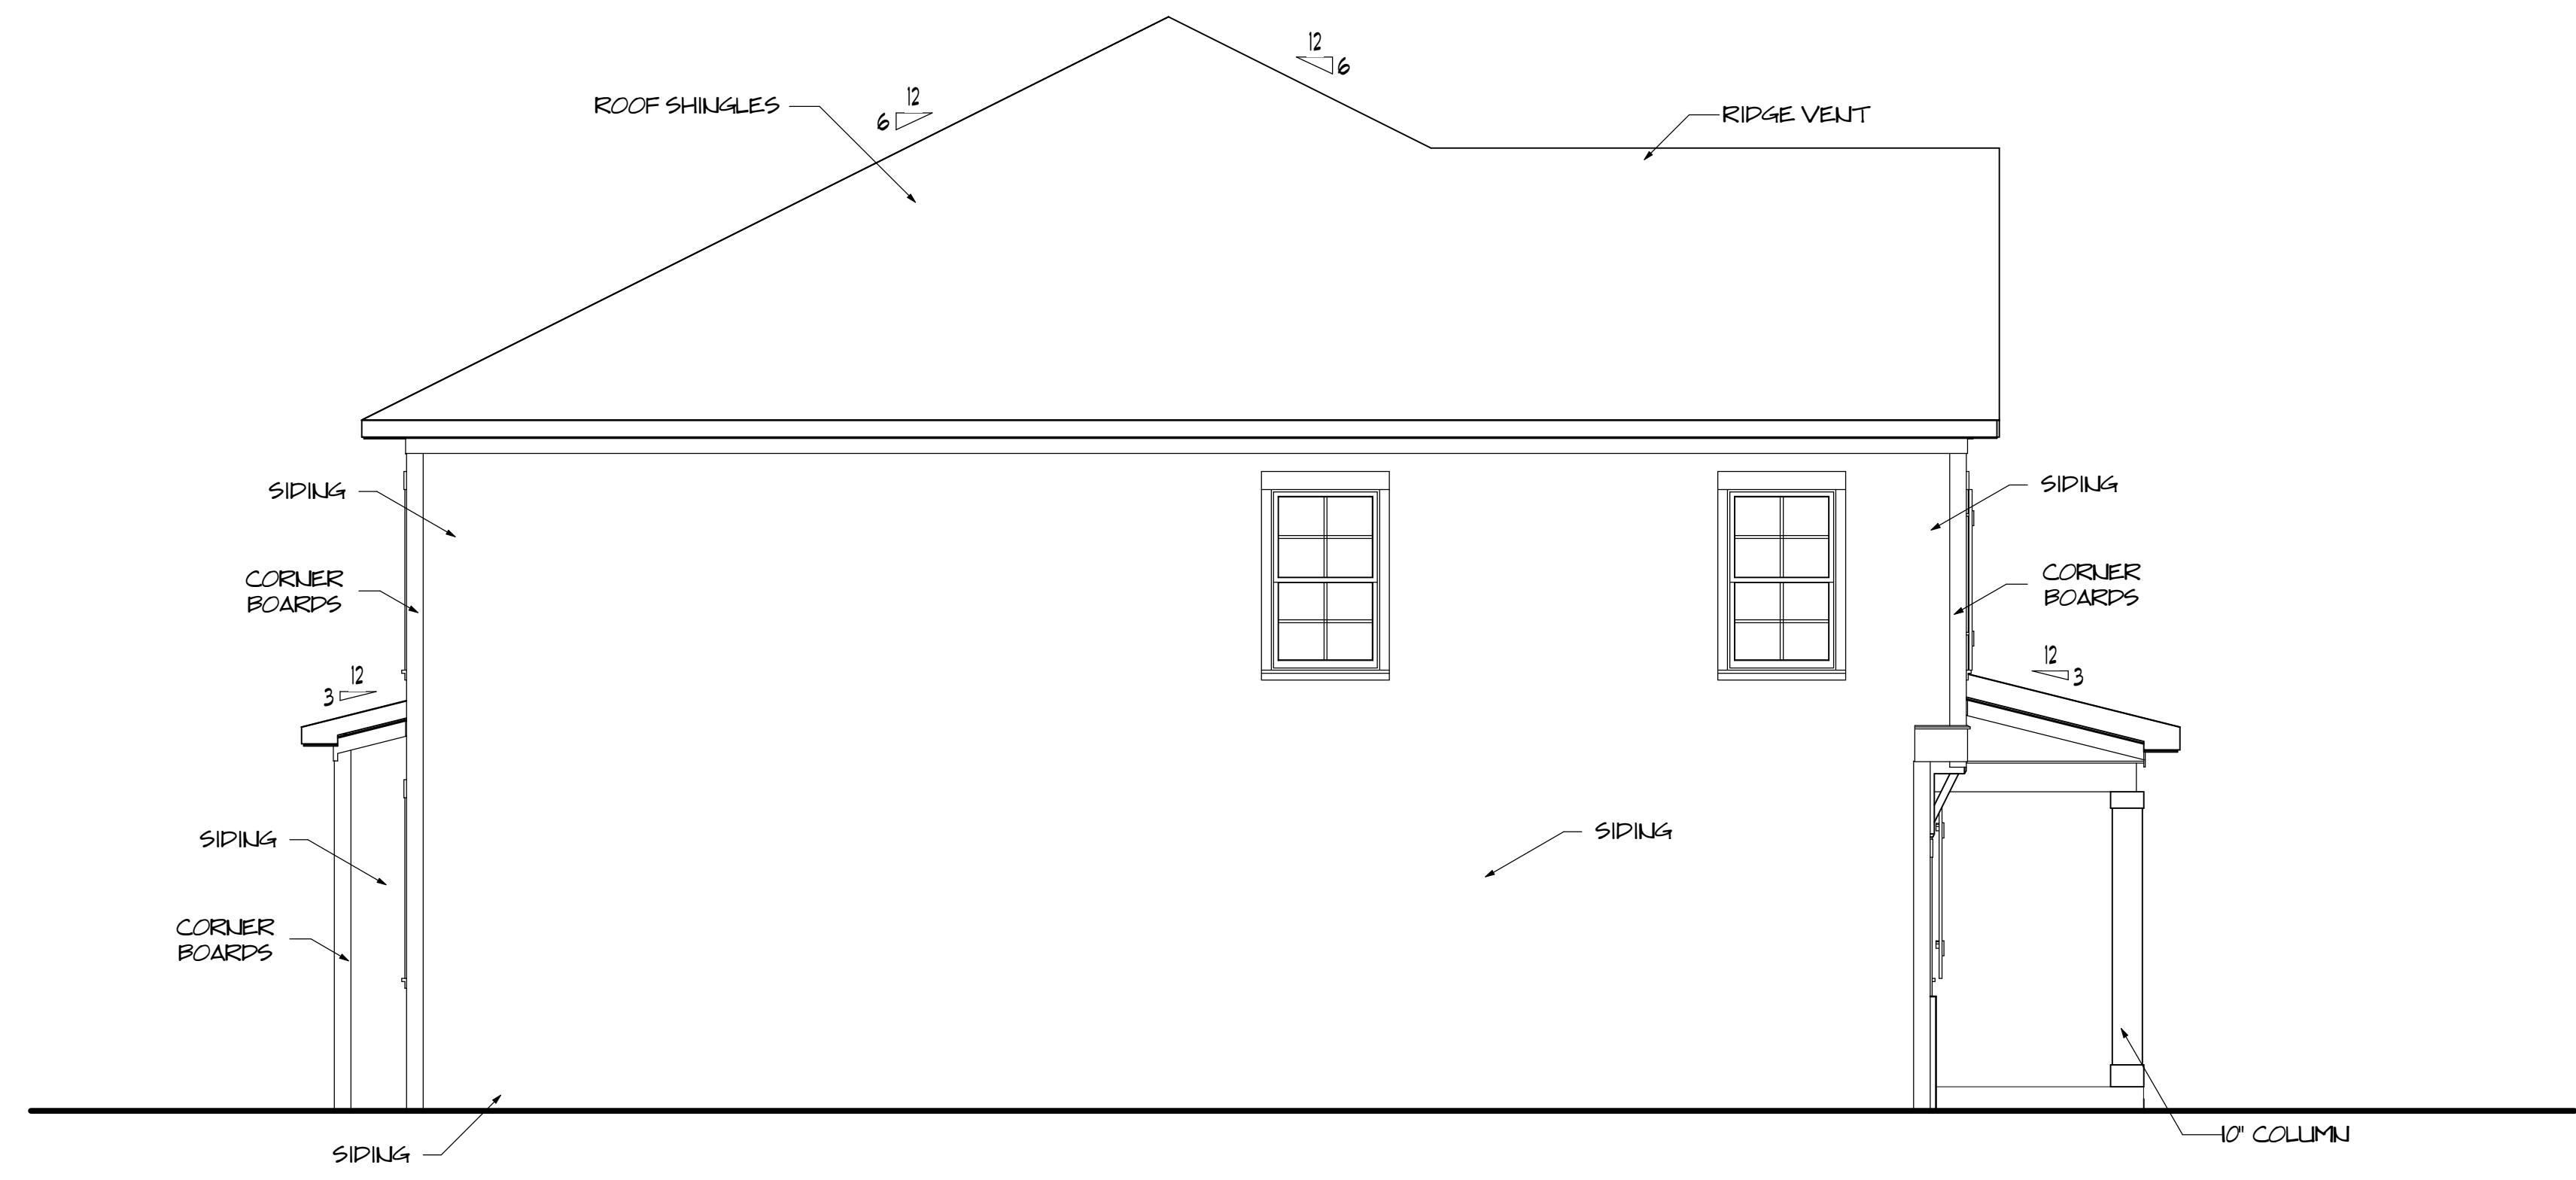 12
6
12
6
ROOF SHINGLES
RIDGE VENT
SIDING
SIDING
CORNER
BOARDS
CORNER
BOARDS
12
3
12
3
SIDING
SIDING
CORNER
BOARDS
10" COLUMN
SIDING